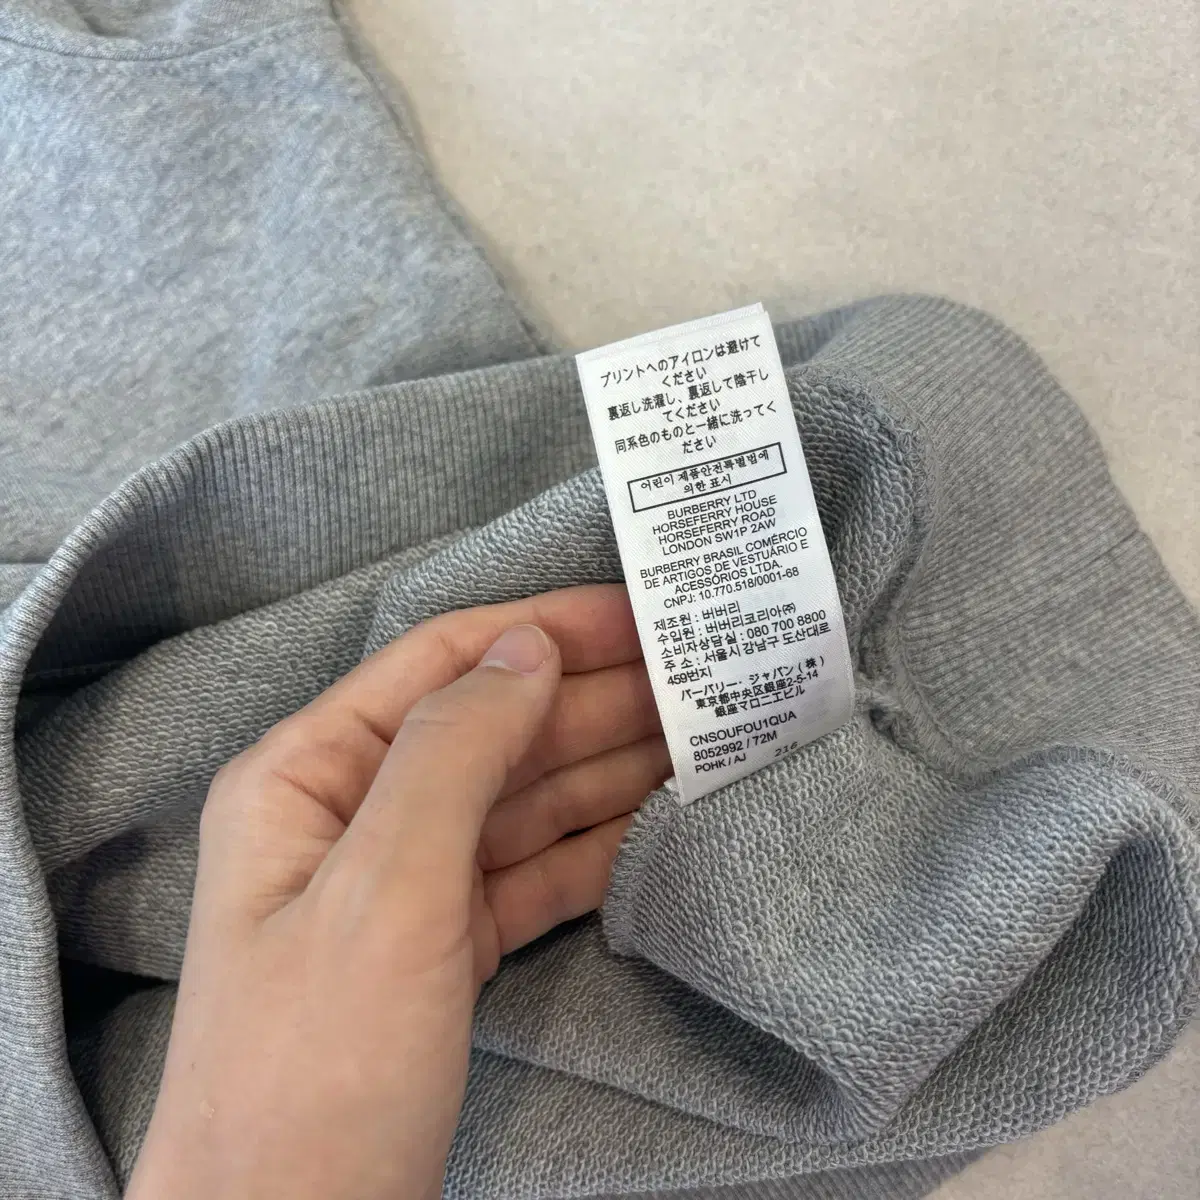 プリントへのアイロンは避けて
ください
裏返し洗濯し、裏返して陰干し
てください
同系色のものと一緒に洗ってく
ださい
어린이 제품안전특별법에
의한 표시
BURBERRY LTD
HORSEFERRY HOUSE
HORSEFERRY ROAD
LONDON SW1P 2AW
BURBERRY BRASIL COMÉRCIO
DE ARTIGOS DE VESTUÁRIO E
ACESSÓRIOS LTDA.
CNPJ: 10.770.518/0001-68
제조원 : 버버리
수입원 : 버버리코리아㈜
소비자상담실 : 080 700 8800
주 소 : 서울시 강남구 도산대로
459번지
バーバリー・ジャパン(株)
東京都中央区銀座2-5-14
銀座マロニエビル
CNSOUFOU1QUA
8052992 / 72M
POHK / AJ 216